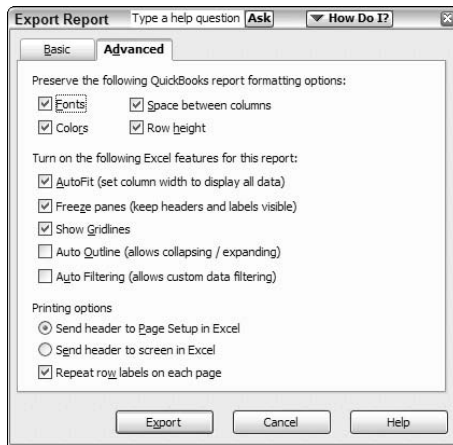 Export Report Type a help question Ask How Do I?
Basic Advanced
Preserve the following QuickBooks report formatting options:
Fonts Space between columns
Colors Row height
Turn on the following Excel features for this report:
AutoFit (set column width to display all data)
Freeze panes (keep headers and labels visible)
Show Gridlines
Auto Outline (allows collapsing / expanding)
Auto Filtering (allows custom data filtering)
Printing options
Send header to Page Setup in Excel
Send header to screen in Excel
Repeat row labels on each page
Export Cancel Help